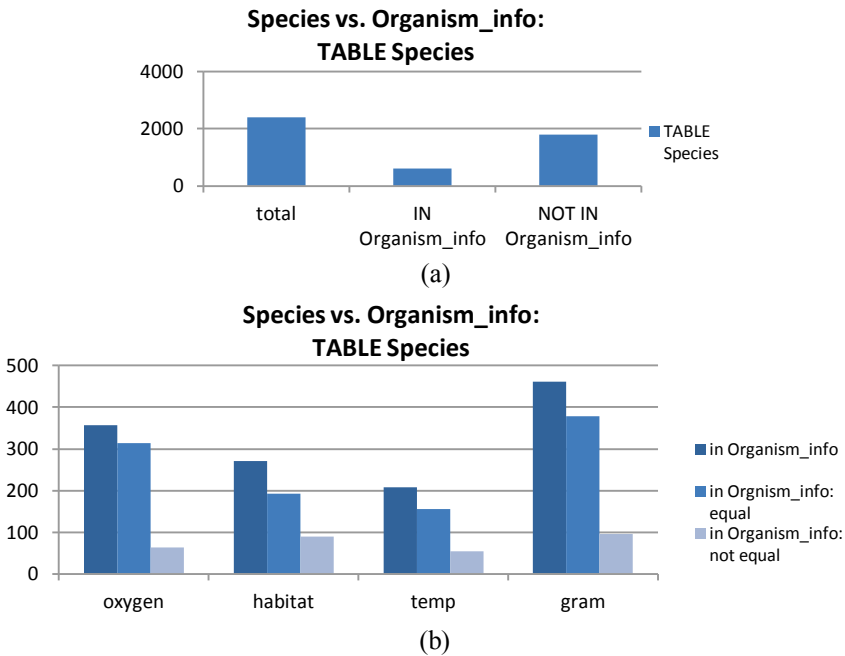 Species vs. Organism_info:
TABLE Species
4000
2000
0
total
IN
Organism_info
NOT IN
Organism_info
TABLE
Species
(a)
Species vs. Organism_info:
TABLE Species
500
400
300
200
100
0
oxygen
habitat
temp
gram
in Organism_info
in Orgnism_info:
equal
in Organism_info:
not equal
(b)